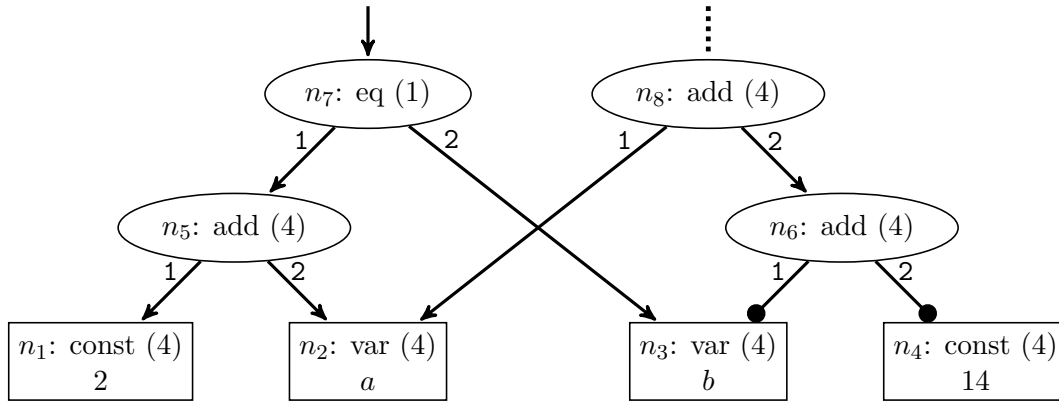 n₇: eq (1)
n₈: add (4)
1
2
1
2
n₅: add (4)
n₆: add (4)
1
2
1
2
n₁: const (4)
2
n₂: var (4)
a
n₃: var (4)
b
n₄: const (4)
14